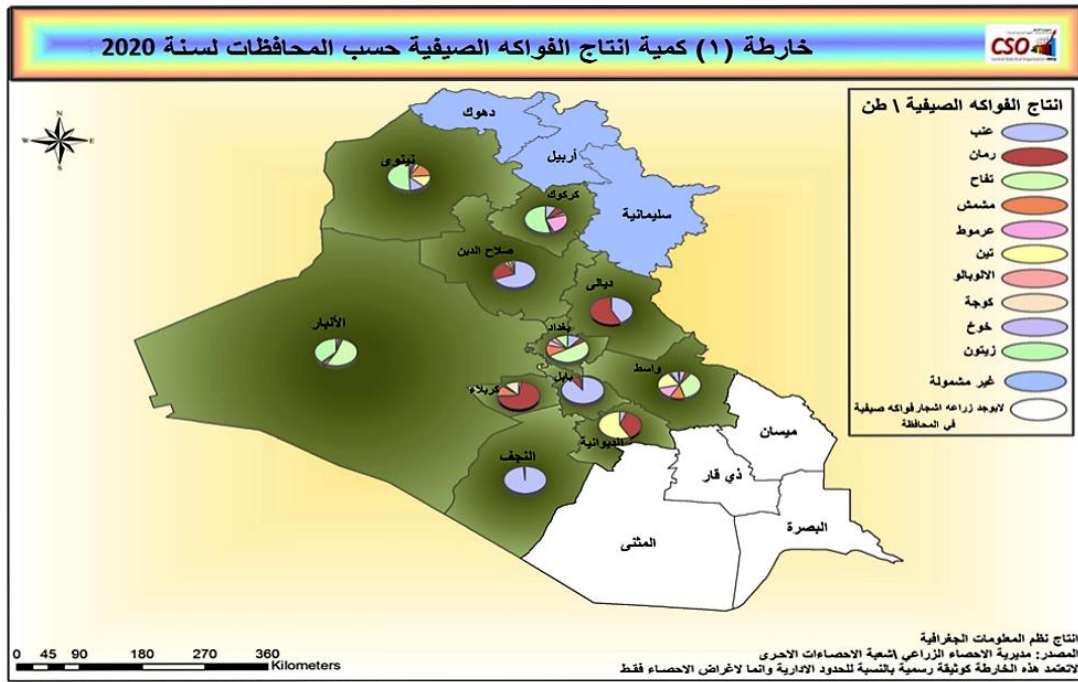 خارطة (١) كمية انتاج الفواكه الصيفية حسب المحافظات لسنة 2020
CSO
انتاج الفواكه الصيفية \ طن
عنب
رمان
تفاح
مشمش
عرموط
تين
الالوبالو
كوجة
خوخ
زيتون
غير مشمولة
لايوجد زراعه اشجار فواكه صيفية
في المحافظة
N
W
E
S
دهوك
أربيل
نينوى
كركوك
سليمانية
صلاح الدين
ديالى
بغداد
الأنبار
واسط
بابل
كربلاء
الديوانية
ميسان
النجف
ذي قار
البصرة
المثنى
0 45 90 180 270 360
Kilometers
انتاج نظم المعلومات الجغرافية
المصدر: مديرية الاحصاء الزراعي \شعبة الاحصاءات الاخرى
لاتعتمد هذه الخارطة كوثيقة رسمية بالنسبة للحدود الادارية وانما لاغراض الاحصاء فقط